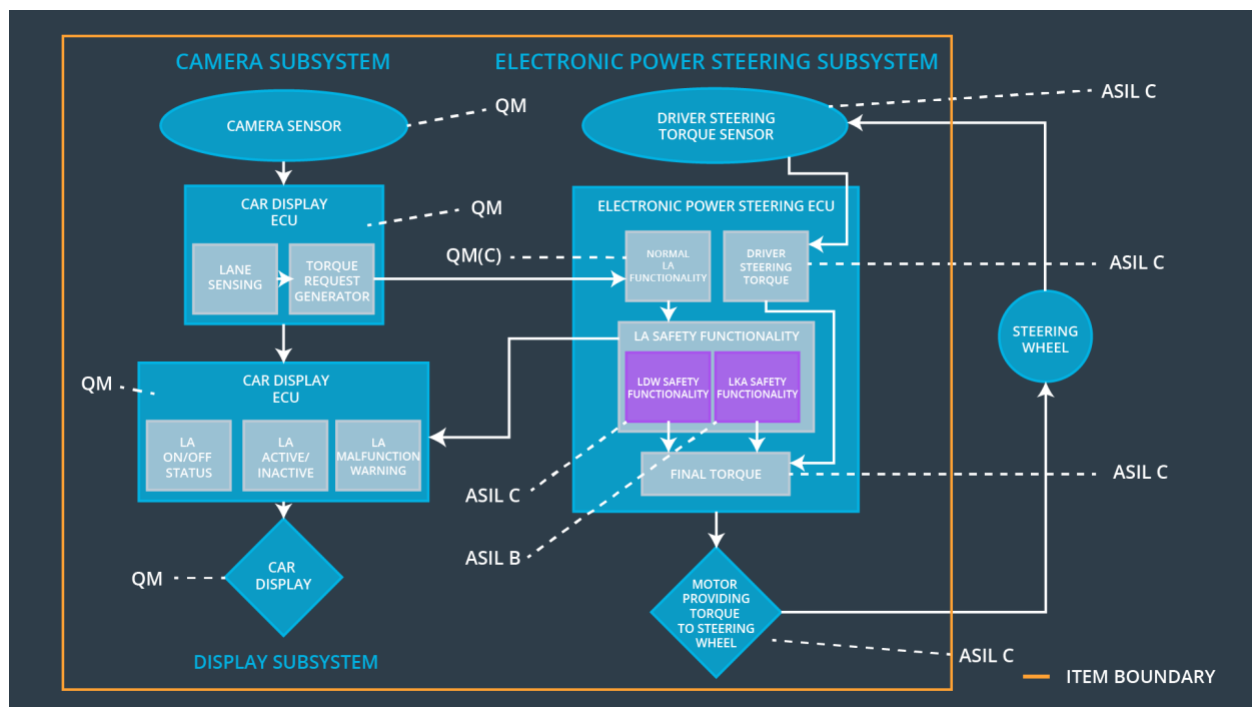 CAMERA SUBSYSTEM
ELECTRONIC POWER STEERING SUBSYSTEM
CAMERA SENSOR
QM
DRIVER STEERING
TORQUE SENSOR
ASIL C
CAR DISPLAY
ECU
QM
LANE
SENSING
TORQUE
REQUEST
GENERATOR
QM(C)
ELECTRONIC POWER STEERING ECU
NORMAL
LA
FUNCTIONALITY
DRIVER
STEERING
TORQUE
ASIL C
LA SAFETY FUNCTIONALITY
LDW SAFETY
FUNCTIONALITY
LKA SAFETY
FUNCTIONALITY
STEERING
WHEEL
QM
CAR DISPLAY
ECU
LA
ON/OFF
STATUS
LA
ACTIVE/
INACTIVE
LA
MALFUNCTION
WARNING
FINAL TORQUE
ASIL C
ASIL C
ASIL B
QM
CAR
DISPLAY
MOTOR
PROVIDING
TORQUE
TO STEERING
WHEEL
ASIL C
DISPLAY SUBSYSTEM
ITEM BOUNDARY